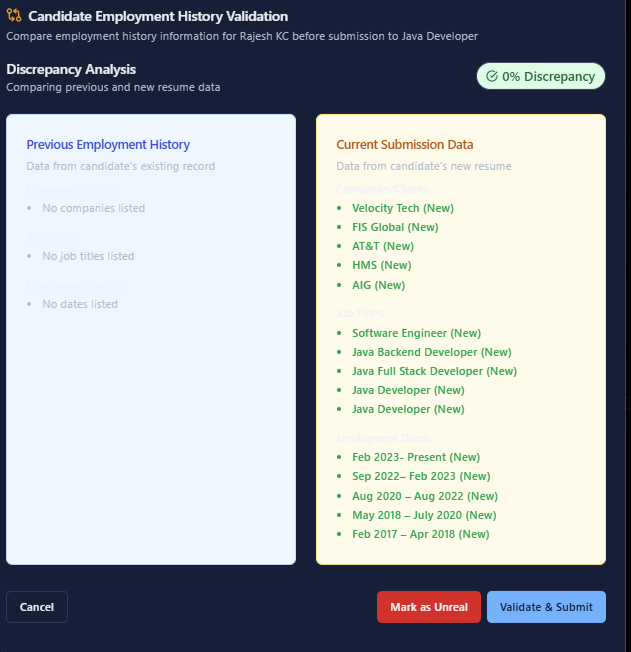 Candidate Employment History Validation
Compare employment history information for Rajesh KC before submission to Java Developer
Discrepancy Analysis
Comparing previous and new resume data
0% Discrepancy
Previous Employment History
Data from candidate's existing record
• No companies listed
• No job titles listed
• No dates listed
Current Submission Data
Data from candidate's new resume
Companies/Clients:
• Velocity Tech (New)
• FIS Global (New)
• AT&T (New)
• HMS (New)
• AIG (New)
Job Titles:
• Software Engineer (New)
• Java Backend Developer (New)
• Java Full Stack Developer (New)
• Java Developer (New)
• Java Developer (New)
Employment Dates:
• Feb 2023- Present (New)
• Sep 2022– Feb 2023 (New)
• Aug 2020 – Aug 2022 (New)
• May 2018 – July 2020 (New)
• Feb 2017 – Apr 2018 (New)
Cancel
Mark as Unreal
Validate & Submit